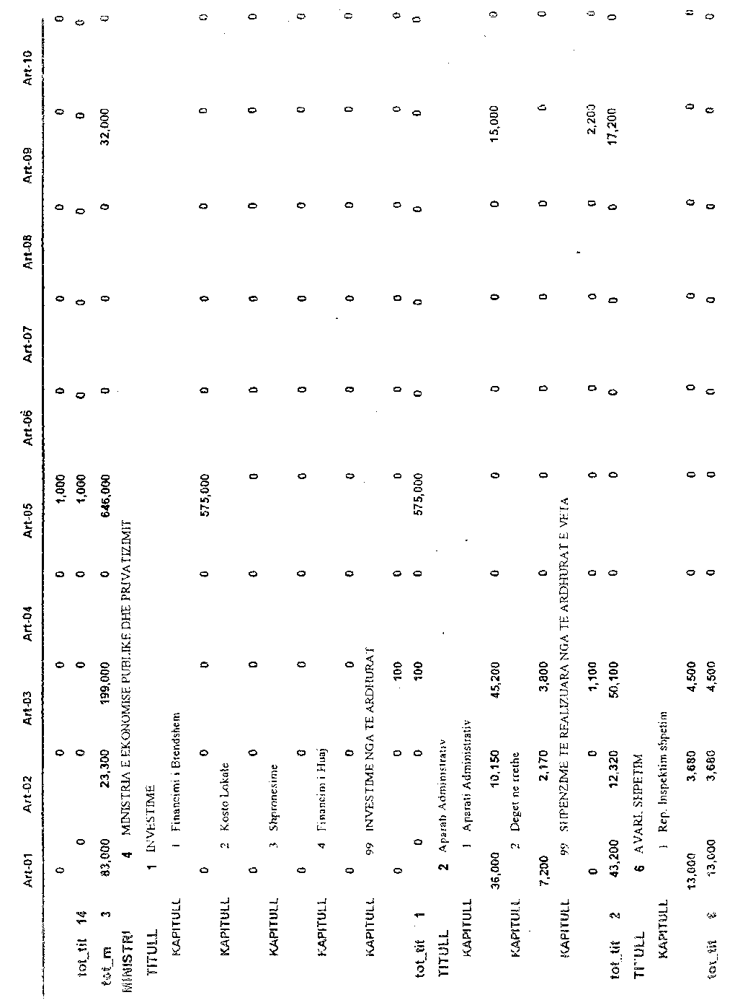 Art-01 Art-02 Art-03 Art-04 Art-05 Art-06 Art-07 Art-08 Art-09 Art-10
0 0 0 0 1,000 0 0 0 0 0
tot_tit 14 0 0 0 0 1,000 0 0 0 0 0
tot_m 3 83,000 23,300 199,000 0 646,000 0 0 0 32,000 0
MINISTRI 4 MINISTRIA E EKONOMISE PUBLIKE DHE PRIVATIZIMIT
TITULL 1 INVESTIME
KAPITULL 1 Financimi i Brendshem
0 0 0 0 575,000 0 0 0 0 0
KAPITULL 2 Kosto Lokale
0 0 0 0 0 0 0 0 0 0
KAPITULL 3 Shpronesime
0 0 0 0 0 0 0 0 0 0
KAPITULL 4 Financim i Huaj
0 0 0 0 0 0 0 0 0 0
KAPITULL 99 INVESTIME NGA TE ARDHURAT
0 0 100 0 0 0 0 0 0 0
tot_tit 1 0 0 100 0 575,000 0 0 0 0 0
TITULL 2 Aparati Administrativ
KAPITULL 1 Aparati Administrativ
36,000 10,150 45,200 0 0 0 0 0 15,000 0
KAPITULL 2 Deget ne rrethe
7,200 2,170 3,800 0 0 0 0 0 0 0
KAPITULL 99 SHPENZIME TE REALIZUARA NGA TE ARDHURAT E VETA
0 0 1,100 0 0 0 0 0 2,200 0
tot_tit 2 43,200 12,320 50,100 0 0 0 0 0 17,200 0
TITULL 6 AVARI. SHPETIM
KAPITULL 1 Rep. Inspektim shpetim
13,000 3,680 4,500 0 0 0 0 0 0 0
tot_tit 6 13,000 3,680 4,500 0 0 0 0 0 0 0